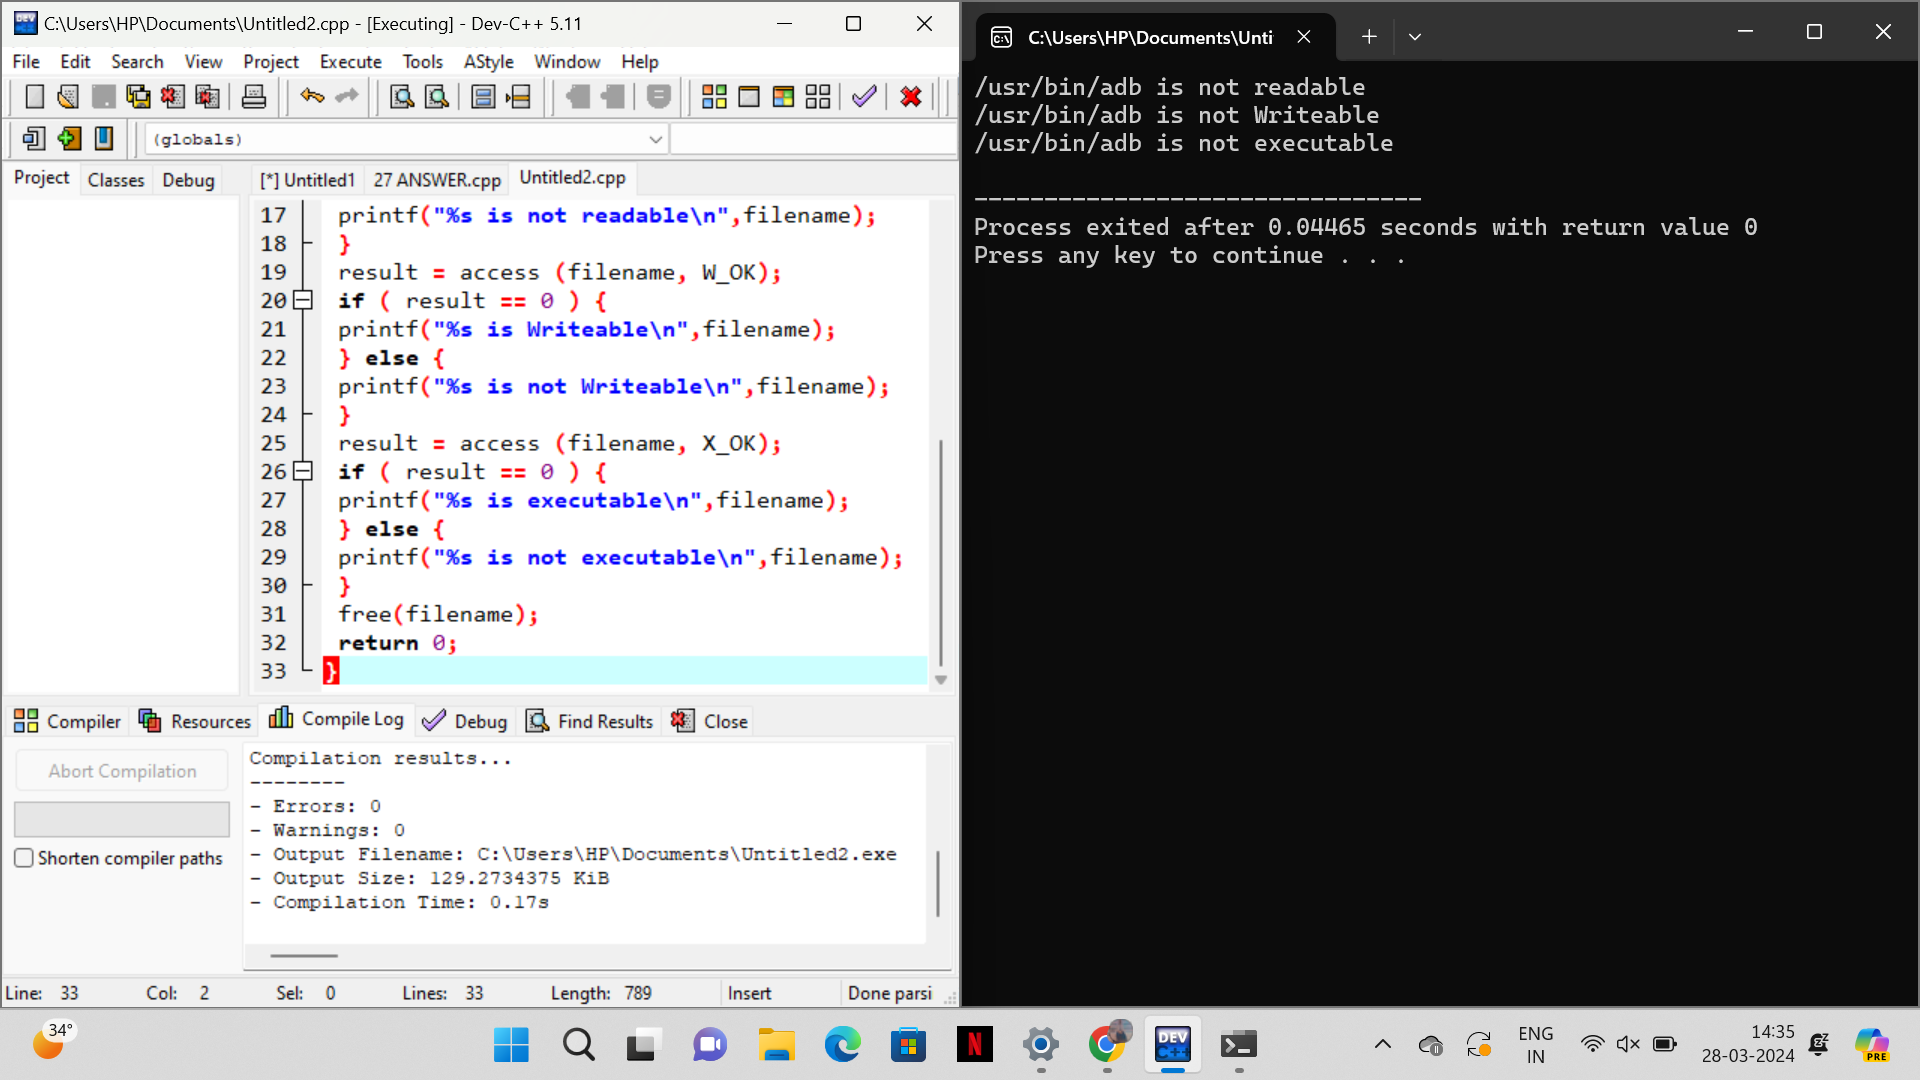 C:\Users\HP\Documents\Untitled2.cpp - [Executing] - Dev-C++ 5.11
File Edit Search View Project Execute Tools AStyle Window Help
(globals)
Project Classes Debug
[*] Untitled1 27 ANSWER.cpp Untitled2.cpp
17 printf("%s is not readable\n",filename);
18 }
19 result = access (filename, W_OK);
20 if ( result == 0 ) {
21 printf("%s is Writeable\n",filename);
22 } else {
23 printf("%s is not Writeable\n",filename);
24 }
25 result = access (filename, X_OK);
26 if ( result == 0 ) {
27 printf("%s is executable\n",filename);
28 } else {
29 printf("%s is not executable\n",filename);
30 }
31 free(filename);
32 return 0;
33 }
Compiler Resources Compile Log Debug Find Results Close
Abort Compilation
Shorten compiler paths
Compilation results...
--------
- Errors: 0
- Warnings: 0
- Output Filename: C:\Users\HP\Documents\Untitled2.exe
- Output Size: 129.2734375 KiB
- Compilation Time: 0.17s
Line: 33 Col: 2 Sel: 0 Lines: 33 Length: 789 Insert Done parsi
C:\Users\HP\Documents\Unti
/usr/bin/adb is not readable
/usr/bin/adb is not Writeable
/usr/bin/adb is not executable
--------------------------------
Process exited after 0.04465 seconds with return value 0
Press any key to continue . . .
34°
DEV
C++
ENG
IN
14:35
28-03-2024
PRE